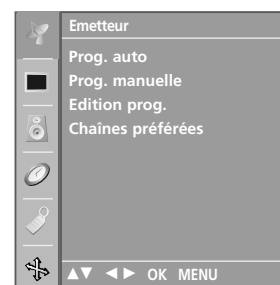 Emetteur
Prog. auto
Prog. manuelle
Edition prog.
Chaînes préférées
▲▼ ◄► OK MENU